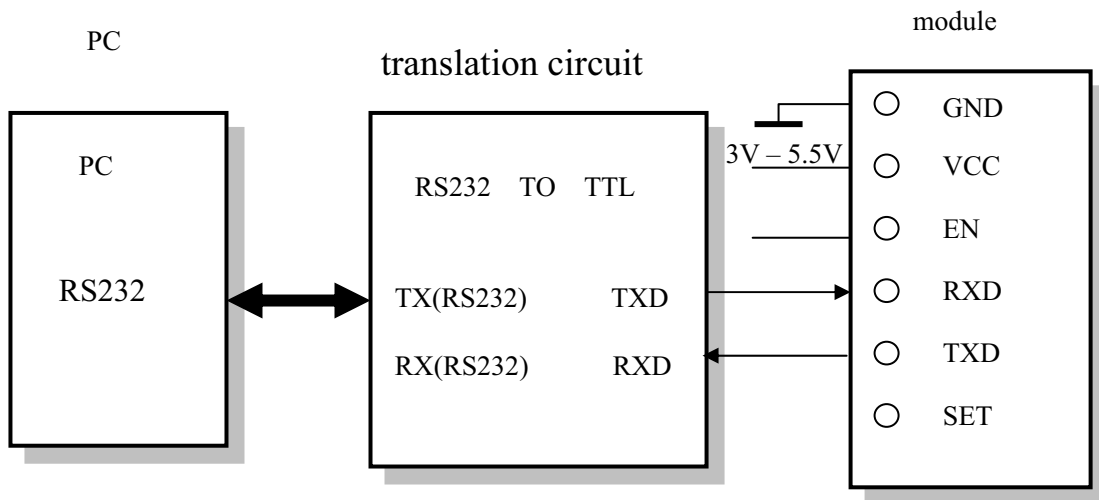 PC
translation circuit
module
PC
RS232
RS232 TO TTL
TX(RS232) TXD
RX(RS232) RXD
3V – 5.5V
GND
VCC
EN
RXD
TXD
SET